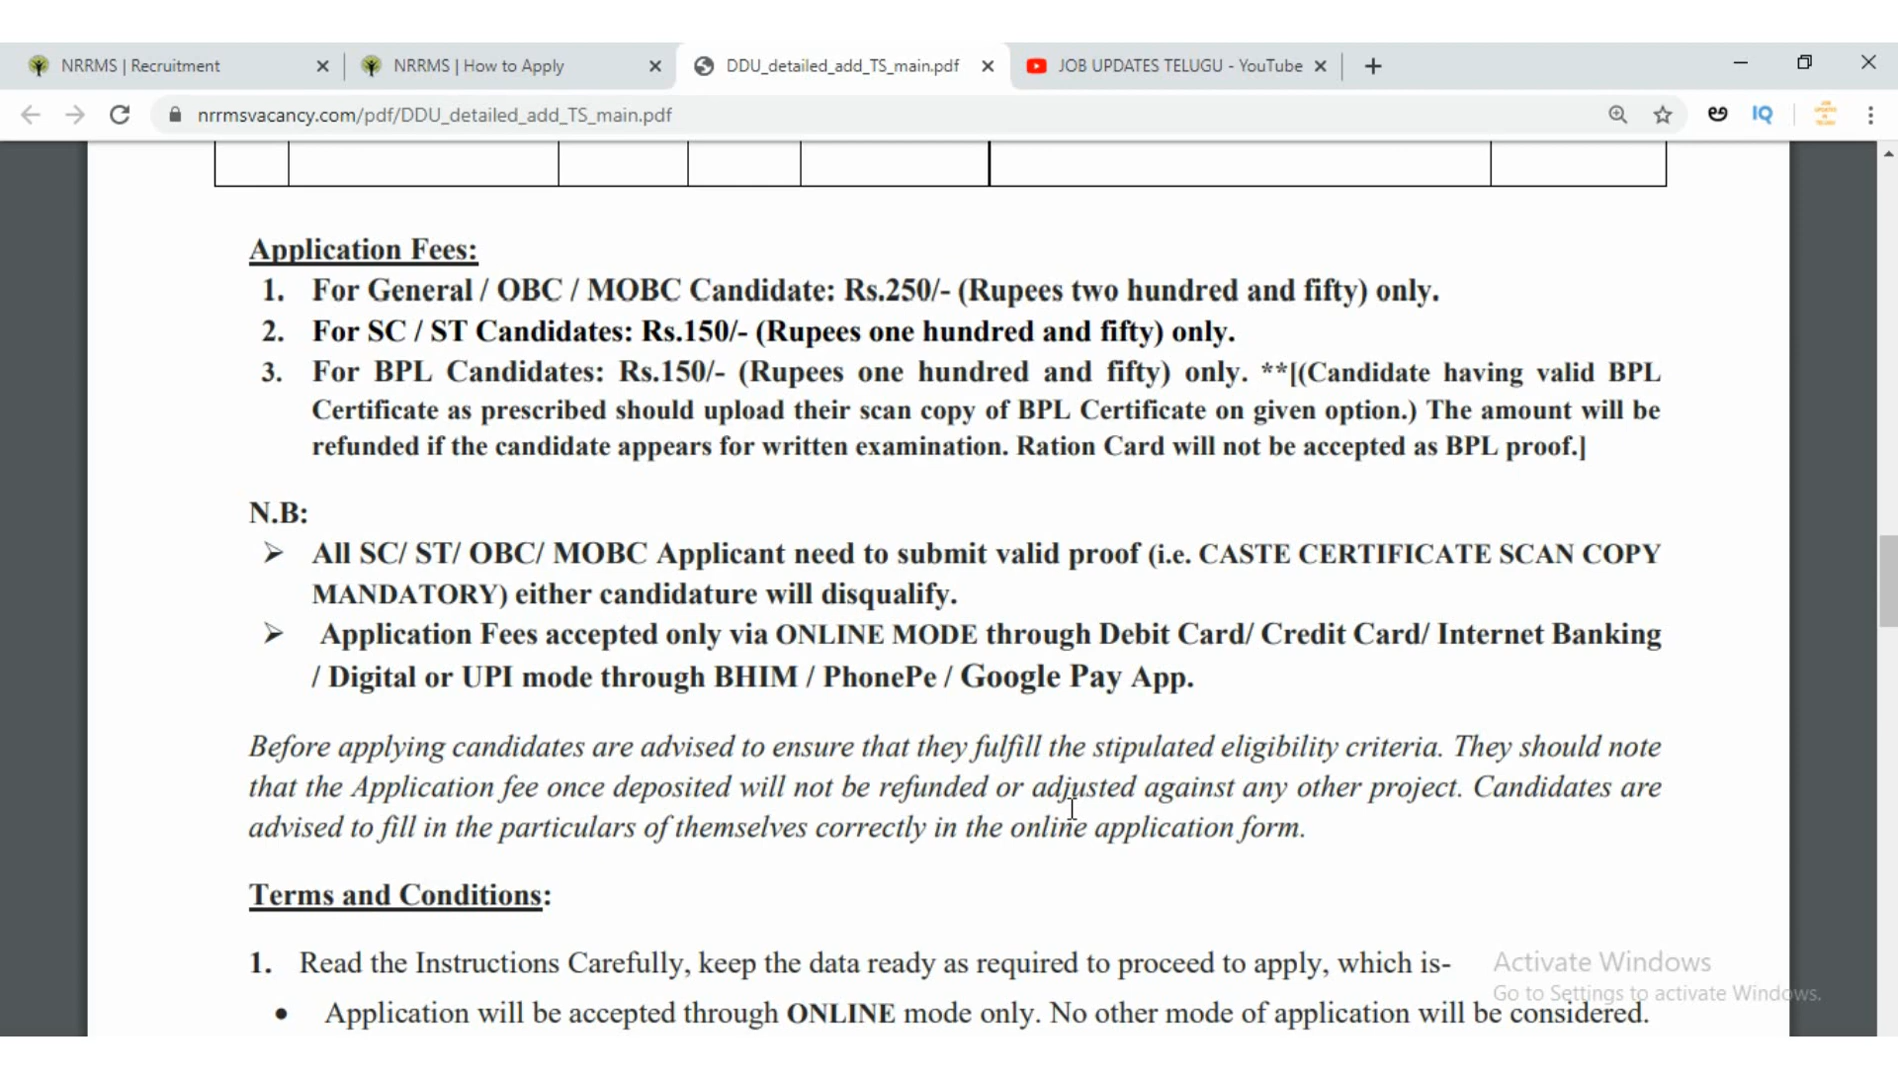 NRRMS | Recruitment
NRRMS | How to Apply
DDU_detailed_add_TS_main.pdf
JOB UPDATES TELUGU - YouTube
nrrmsvacancy.com/pdf/DDU_detailed_add_TS_main.pdf
IQ
Application Fees:
1. For General / OBC / MOBC Candidate: Rs.250/- (Rupees two hundred and fifty) only.
2. For SC / ST Candidates: Rs.150/- (Rupees one hundred and fifty) only.
3. For BPL Candidates: Rs.150/- (Rupees one hundred and fifty) only. **[(Candidate having valid BPL
Certificate as prescribed should upload their scan copy of BPL Certificate on given option.) The amount will be
refunded if the candidate appears for written examination. Ration Card will not be accepted as BPL proof.]
N.B:
➢ All SC/ ST/ OBC/ MOBC Applicant need to submit valid proof (i.e. CASTE CERTIFICATE SCAN COPY
MANDATORY) either candidature will disqualify.
➢ Application Fees accepted only via ONLINE MODE through Debit Card/ Credit Card/ Internet Banking
/ Digital or UPI mode through BHIM / PhonePe / Google Pay App.
Before applying candidates are advised to ensure that they fulfill the stipulated eligibility criteria. They should note
that the Application fee once deposited will not be refunded or adjusted against any other project. Candidates are
advised to fill in the particulars of themselves correctly in the online application form.
Terms and Conditions:
1. Read the Instructions Carefully, keep the data ready as required to proceed to apply, which is-
• Application will be accepted through ONLINE mode only. No other mode of application will be considered.
Activate Windows
Go to Settings to activate Windows.